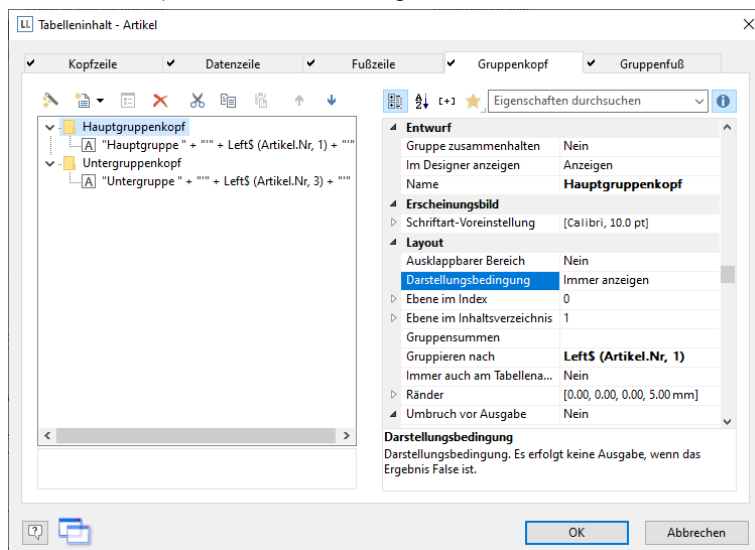 LL Tabelleninhalt - Artikel
Kopfzeile Datenzeile Fußzeile Gruppenkopf Gruppenfuß
Eigenschaften durchsuchen
Hauptgruppenkopf
A "Hauptgruppe " + "'" + Left$ (Artikel.Nr, 1) + "'"
Untergruppenkopf
A "Untergruppe " + "'" + Left$ (Artikel.Nr, 3) + "'"
Entwurf
Gruppe zusammenhalten Nein
Im Designer anzeigen Anzeigen
Name Hauptgruppenkopf
Erscheinungsbild
Schriftart-Voreinstellung [Calibri, 10.0 pt]
Layout
Ausklappbarer Bereich Nein
Darstellungsbedingung Immer anzeigen
Ebene im Index 0
Ebene im Inhaltsverzeichnis 1
Gruppensummen
Gruppieren nach Left$ (Artikel.Nr, 1)
Immer auch am Tabellena... Nein
Ränder [0.00, 0.00, 0.00, 5.00 mm]
Umbruch vor Ausgabe Nein
Darstellungsbedingung
Darstellungsbedingung. Es erfolgt keine Ausgabe, wenn das
Ergebnis False ist.
OK Abbrechen